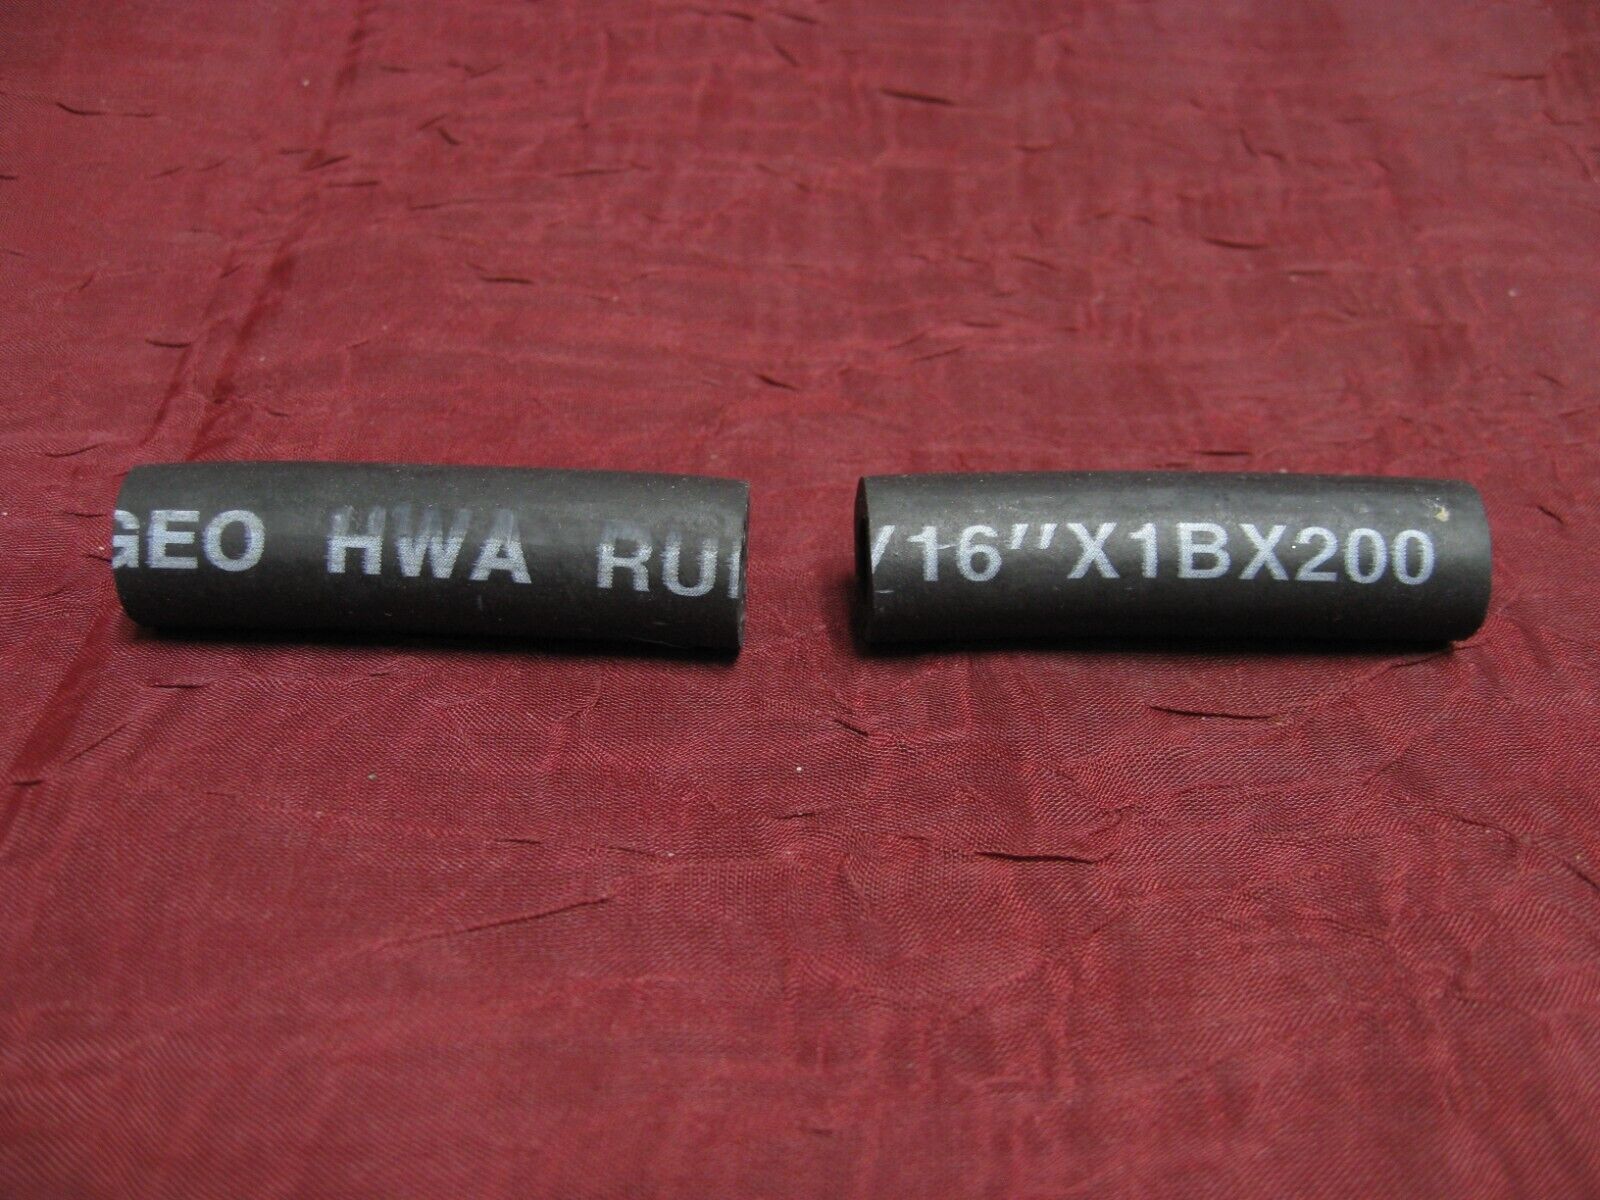 GEO HWA RU
/16"X1BX200